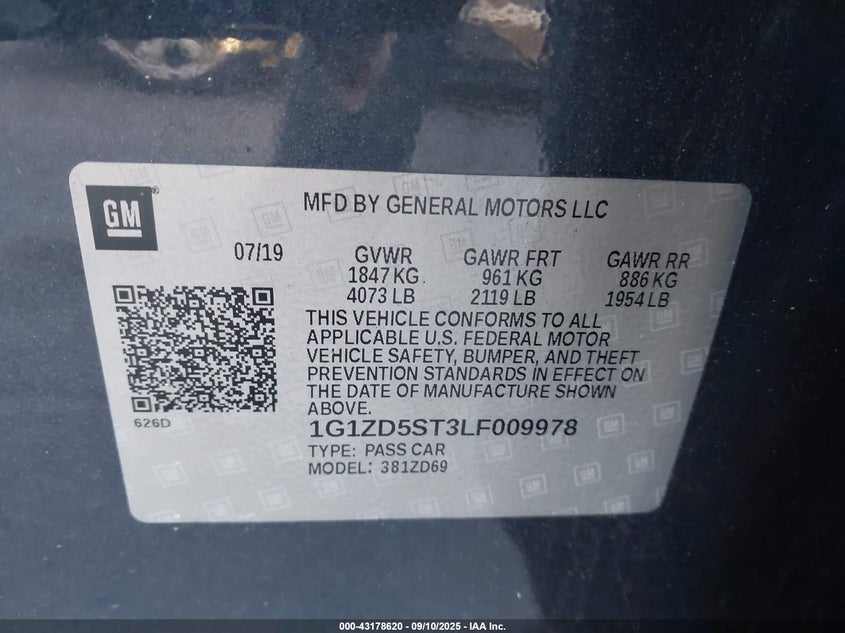 GM
MFD BY GENERAL MOTORS LLC
07/19
GVWR GAWR FRT GAWR RR
1847 KG 961 KG 886 KG
4073 LB 2119 LB 1954 LB
THIS VEHICLE CONFORMS TO ALL
APPLICABLE U.S. FEDERAL MOTOR
VEHICLE SAFETY, BUMPER, AND THEFT
PREVENTION STANDARDS IN EFFECT ON
THE DATE OF MANUFACTURE SHOWN
ABOVE.
626D
1G1ZD5ST3LF009978
TYPE: PASS CAR
MODEL: 381ZD69
000-43178620 - 09/10/2025 - IAA Inc.